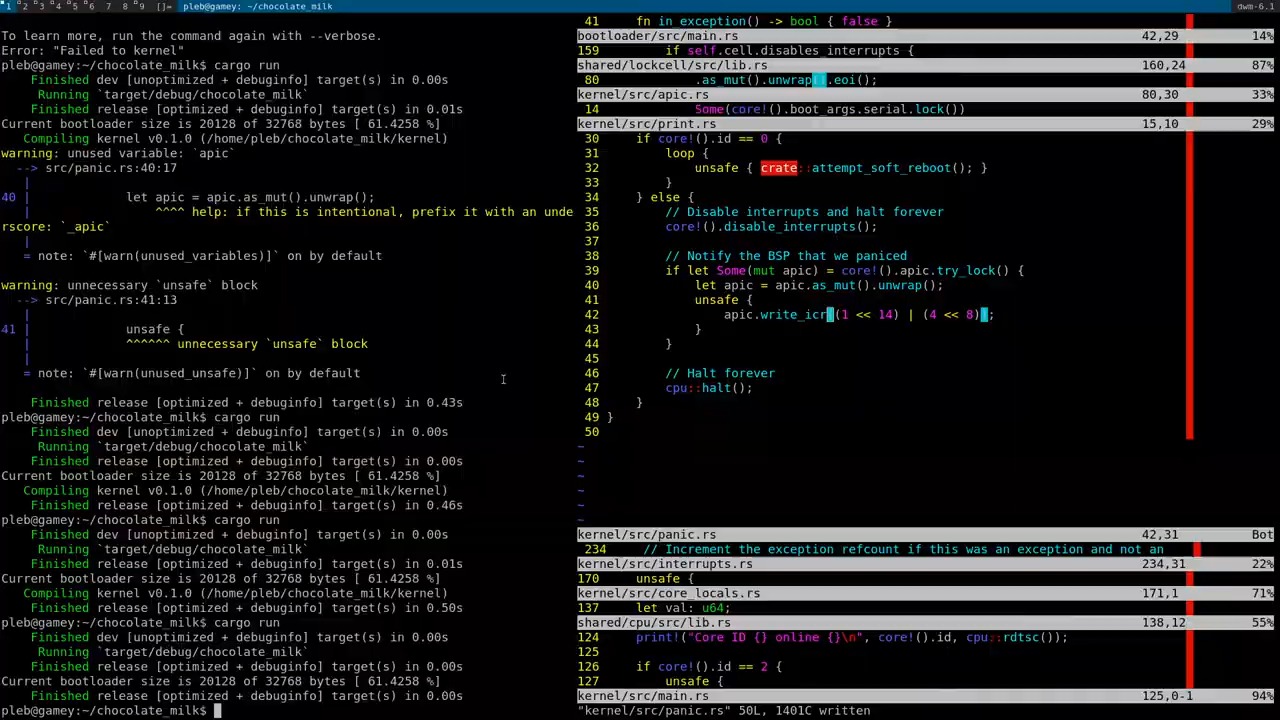 1 2 3 4 5 6 7 8 9 []= pleb@gamey:~/chocolate_milk dwm-6.1
To learn more, run the command again with --verbose.
Error: "Failed to kernel"
pleb@gamey:~/chocolate_milk$ cargo run
Finished dev [unoptimized + debuginfo] target(s) in 0.00s
Running `target/debug/chocolate_milk`
Finished release [optimized + debuginfo] target(s) in 0.01s
Current bootloader size is 20128 of 32768 bytes [ 61.4258 %]
Compiling kernel v0.1.0 (/home/pleb/chocolate_milk/kernel)
warning: unused variable: `apic`
--> src/panic.rs:40:17
|
40 | let apic = apic.as_mut().unwrap();
| ^^^^ help: if this is intentional, prefix it with an unde
rscore: `_apic`
|
= note: `#[warn(unused_variables)]` on by default
warning: unnecessary `unsafe` block
--> src/panic.rs:41:13
|
41 | unsafe {
| ^^^^^^ unnecessary `unsafe` block
|
= note: `#[warn(unused_unsafe)]` on by default
Finished release [optimized + debuginfo] target(s) in 0.43s
pleb@gamey:~/chocolate_milk$ cargo run
Finished dev [unoptimized + debuginfo] target(s) in 0.00s
Running `target/debug/chocolate_milk`
Finished release [optimized + debuginfo] target(s) in 0.00s
Current bootloader size is 20128 of 32768 bytes [ 61.4258 %]
Compiling kernel v0.1.0 (/home/pleb/chocolate_milk/kernel)
Finished release [optimized + debuginfo] target(s) in 0.46s
pleb@gamey:~/chocolate_milk$ cargo run
Finished dev [unoptimized + debuginfo] target(s) in 0.00s
Running `target/debug/chocolate_milk`
Finished release [optimized + debuginfo] target(s) in 0.01s
Current bootloader size is 20128 of 32768 bytes [ 61.4258 %]
Compiling kernel v0.1.0 (/home/pleb/chocolate_milk/kernel)
Finished release [optimized + debuginfo] target(s) in 0.50s
pleb@gamey:~/chocolate_milk$ cargo run
Finished dev [unoptimized + debuginfo] target(s) in 0.00s
Running `target/debug/chocolate_milk`
Finished release [optimized + debuginfo] target(s) in 0.00s
Current bootloader size is 20128 of 32768 bytes [ 61.4258 %]
Finished release [optimized + debuginfo] target(s) in 0.00s
pleb@gamey:~/chocolate_milk$
41 fn in_exception() -> bool { false }
bootloader/src/main.rs 42,29 14%
159 if self.cell.disables_interrupts {
shared/lockcell/src/lib.rs 160,24 87%
80 .as_mut().unwrap().eoi();
kernel/src/apic.rs 80,30 33%
14 Some(core!().boot_args.serial.lock())
kernel/src/print.rs 15,10 29%
30 if core!().id == 0 {
31 loop {
32 unsafe { crate::attempt_soft_reboot(); }
33 }
34 } else {
35 // Disable interrupts and halt forever
36 core!().disable_interrupts();
37
38 // Notify the BSP that we paniced
39 if let Some(mut apic) = core!().apic.try_lock() {
40 let apic = apic.as_mut().unwrap();
41 unsafe {
42 apic.write_icr((1 << 14) | (4 << 8));
43 }
44 }
45
46 // Halt forever
47 cpu::halt();
48 }
49 }
50
~
~
~
~
~
~
kernel/src/panic.rs 42,31 Bot
234 // Increment the exception refcount if this was an exception and not an
kernel/src/interrupts.rs 234,31 22%
170 unsafe {
kernel/src/core_locals.rs 171,1 71%
137 let val: u64;
shared/cpu/src/lib.rs 138,12 55%
124 print!("Core ID {} online {}\n", core!().id, cpu::rdtsc());
125
126 if core!().id == 2 {
127 unsafe {
kernel/src/main.rs 125,0-1 94%
"kernel/src/panic.rs" 50L, 1401C written